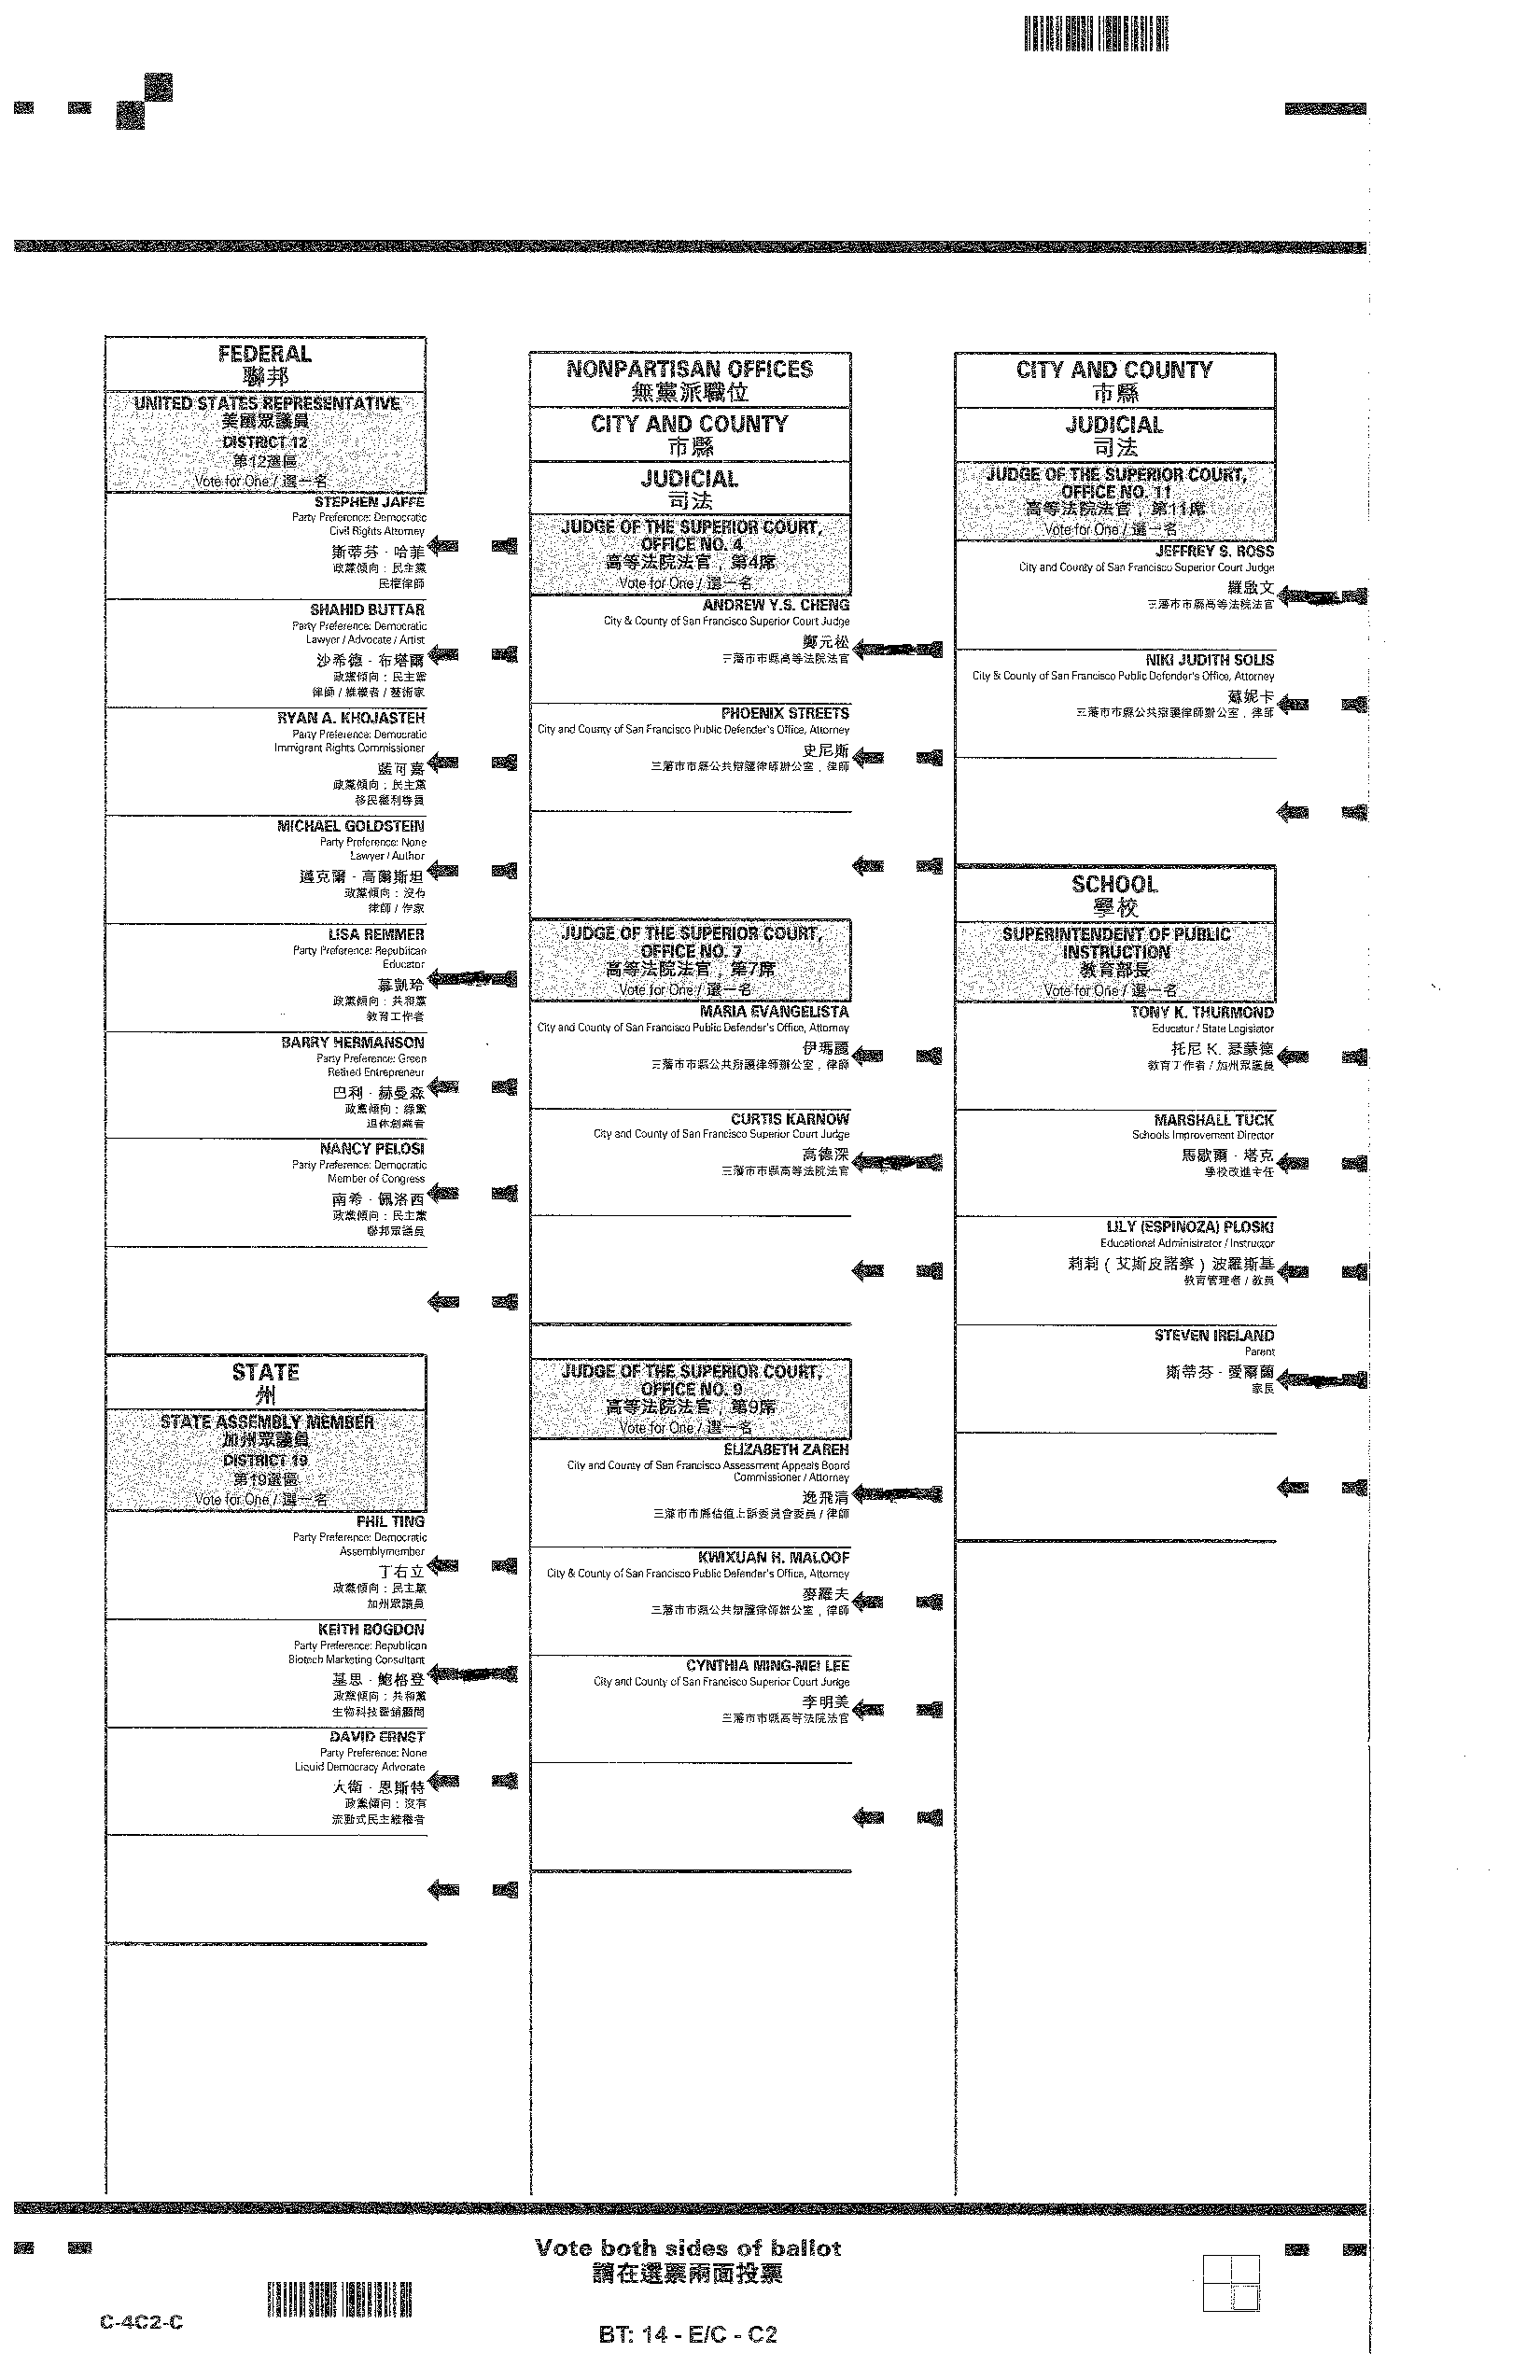 FEDERAL
聯邦
UNITED STATES REPRESENTATIVE
美國眾議員
DISTRICT 12
第12選區
Vote for One / 選一名
STEPHEN JAFFE
Party Preference: Democratic
Civil Rights Attorney
斯蒂芬 · 哈菲
政黨傾向：民主黨
民權律師
SHAHID BUTTAR
Party Preference: Democratic
Lawyer / Advocate / Artist
沙希德 · 布塔爾
政黨傾向：民主黨
律師 / 維權者 / 藝術家
RYAN A. KHOJASTEH
Party Preference: Democratic
Immigrant Rights Commissioner
藍可嘉
政黨傾向：民主黨
移民權利專員
MICHAEL GOLDSTEIN
Party Preference: None
Lawyer / Author
邁克爾 · 高爾斯坦
政黨傾向：沒有
律師 / 作家
LISA REMMER
Party Preference: Republican
Educator
慕凱玲
政黨傾向：共和黨
教育工作者
BARRY HERMANSON
Party Preference: Green
Retired Entrepreneur
巴利 · 赫曼森
政黨傾向：綠黨
退休創業者
NANCY PELOSI
Party Preference: Democratic
Member of Congress
南希 · 佩洛西
政黨傾向：民主黨
聯邦眾議員
STATE
州
STATE ASSEMBLY MEMBER
加州眾議員
DISTRICT 19
第19選區
Vote for One / 選一名
PHIL TING
Party Preference: Democratic
Assemblymember
丁右立
政黨傾向：民主黨
加州眾議員
KEITH BOGDON
Party Preference: Republican
Biotech Marketing Consultant
基思 · 鮑格登
政黨傾向：共和黨
生物科技營銷顧問
DAVID ERNST
Party Preference: None
Liquid Democracy Advocate
大衛 · 恩斯特
政黨傾向：沒有
流動式民主維權者
NONPARTISAN OFFICES
無黨派職位
CITY AND COUNTY
市縣
JUDICIAL
司法
JUDGE OF THE SUPERIOR COURT,
OFFICE NO. 4
高等法院法官，第4席
Vote for One / 選一名
ANDREW Y.S. CHENG
City & County of San Francisco Superior Court Judge
鄭元松
三藩市市縣高等法院法官
PHOENIX STREETS
City and County of San Francisco Public Defender's Office, Attorney
史尼斯
三藩市市縣公共辯護律師辦公室，律師
JUDGE OF THE SUPERIOR COURT,
OFFICE NO. 7
高等法院法官，第7席
Vote for One / 選一名
MARIA EVANGELISTA
City and County of San Francisco Public Defender's Office, Attorney
伊瑪麗
三藩市市縣公共辯護律師辦公室，律師
CURTIS KARNOW
City and County of San Francisco Superior Court Judge
高德深
三藩市市縣高等法院法官
JUDGE OF THE SUPERIOR COURT,
OFFICE NO. 9
高等法院法官，第9席
Vote for One / 選一名
ELIZABETH ZAREH
City and County of San Francisco Assessment Appeals Board
Commissioner / Attorney
逸飛清
三藩市市縣估值上訴委員會委員 / 律師
KWIXUAN H. MALOOF
City & County of San Francisco Public Defender's Office, Attorney
麥羅夫
三藩市市縣公共辯護律師辦公室，律師
CYNTHIA MING-MEI LEE
City and County of San Francisco Superior Court Judge
李明美
三藩市市縣高等法院法官
CITY AND COUNTY
市縣
JUDICIAL
司法
JUDGE OF THE SUPERIOR COURT,
OFFICE NO. 11
高等法院法官，第11席
Vote for One / 選一名
JEFFREY S. ROSS
City and County of San Francisco Superior Court Judge
羅啟文
三藩市市縣高等法院法官
NIKI JUDITH SOLIS
City & County of San Francisco Public Defender's Office, Attorney
蘇妮卡
三藩市市縣公共辯護律師辦公室，律師
SCHOOL
學校
SUPERINTENDENT OF PUBLIC
INSTRUCTION
教育部長
Vote for One / 選一名
TONY K. THURMOND
Educator / State Legislator
托尼 K. 瑟蒙德
教育工作者 / 加州眾議員
MARSHALL TUCK
Schools Improvement Director
馬歇爾 · 塔克
學校改進主任
LILY (ESPINOZA) PLOSKI
Educational Administrator / Instructor
莉莉（艾斯皮諾察）波羅斯基
教育管理者 / 教員
STEVEN IRELAND
Parent
斯蒂芬 · 愛爾蘭
家長
Vote both sides of ballot
請在選票兩面投票
C-4C2-C
BT: 14 - E/C - C2